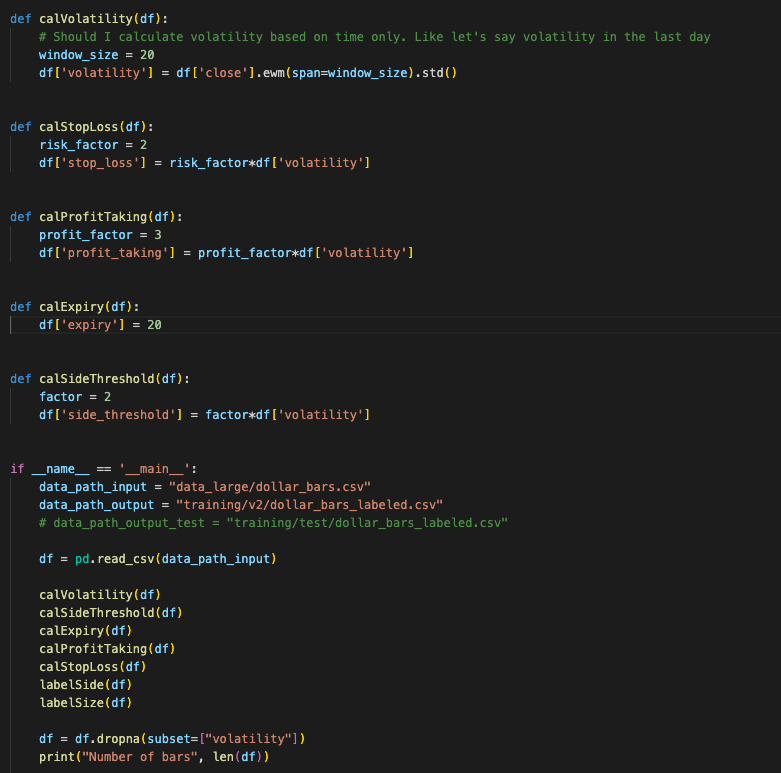 def calVolatility(df):
    # Should I calculate volatility based on time only. Like let's say volatility in the last day
    window_size = 20
    df['volatility'] = df['close'].ewm(span=window_size).std()
def calStopLoss(df):
    risk_factor = 2
    df['stop_loss'] = risk_factor*df['volatility']
def calProfitTaking(df):
    profit_factor = 3
    df['profit_taking'] = profit_factor*df['volatility']
def calExpiry(df):
    df['expiry'] = 20
def calSideThreshold(df):
    factor = 2
    df['side_threshold'] = factor*df['volatility']
if __name__ == '__main__':
    data_path_input = "data_large/dollar_bars.csv"
    data_path_output = "training/v2/dollar_bars_labeled.csv"
    # data_path_output_test = "training/test/dollar_bars_labeled.csv"
    df = pd.read_csv(data_path_input)
    calVolatility(df)
    calSideThreshold(df)
    calExpiry(df)
    calProfitTaking(df)
    calStopLoss(df)
    labelSide(df)
    labelSize(df)
    df = df.dropna(subset=["volatility"])
    print("Number of bars", len(df))